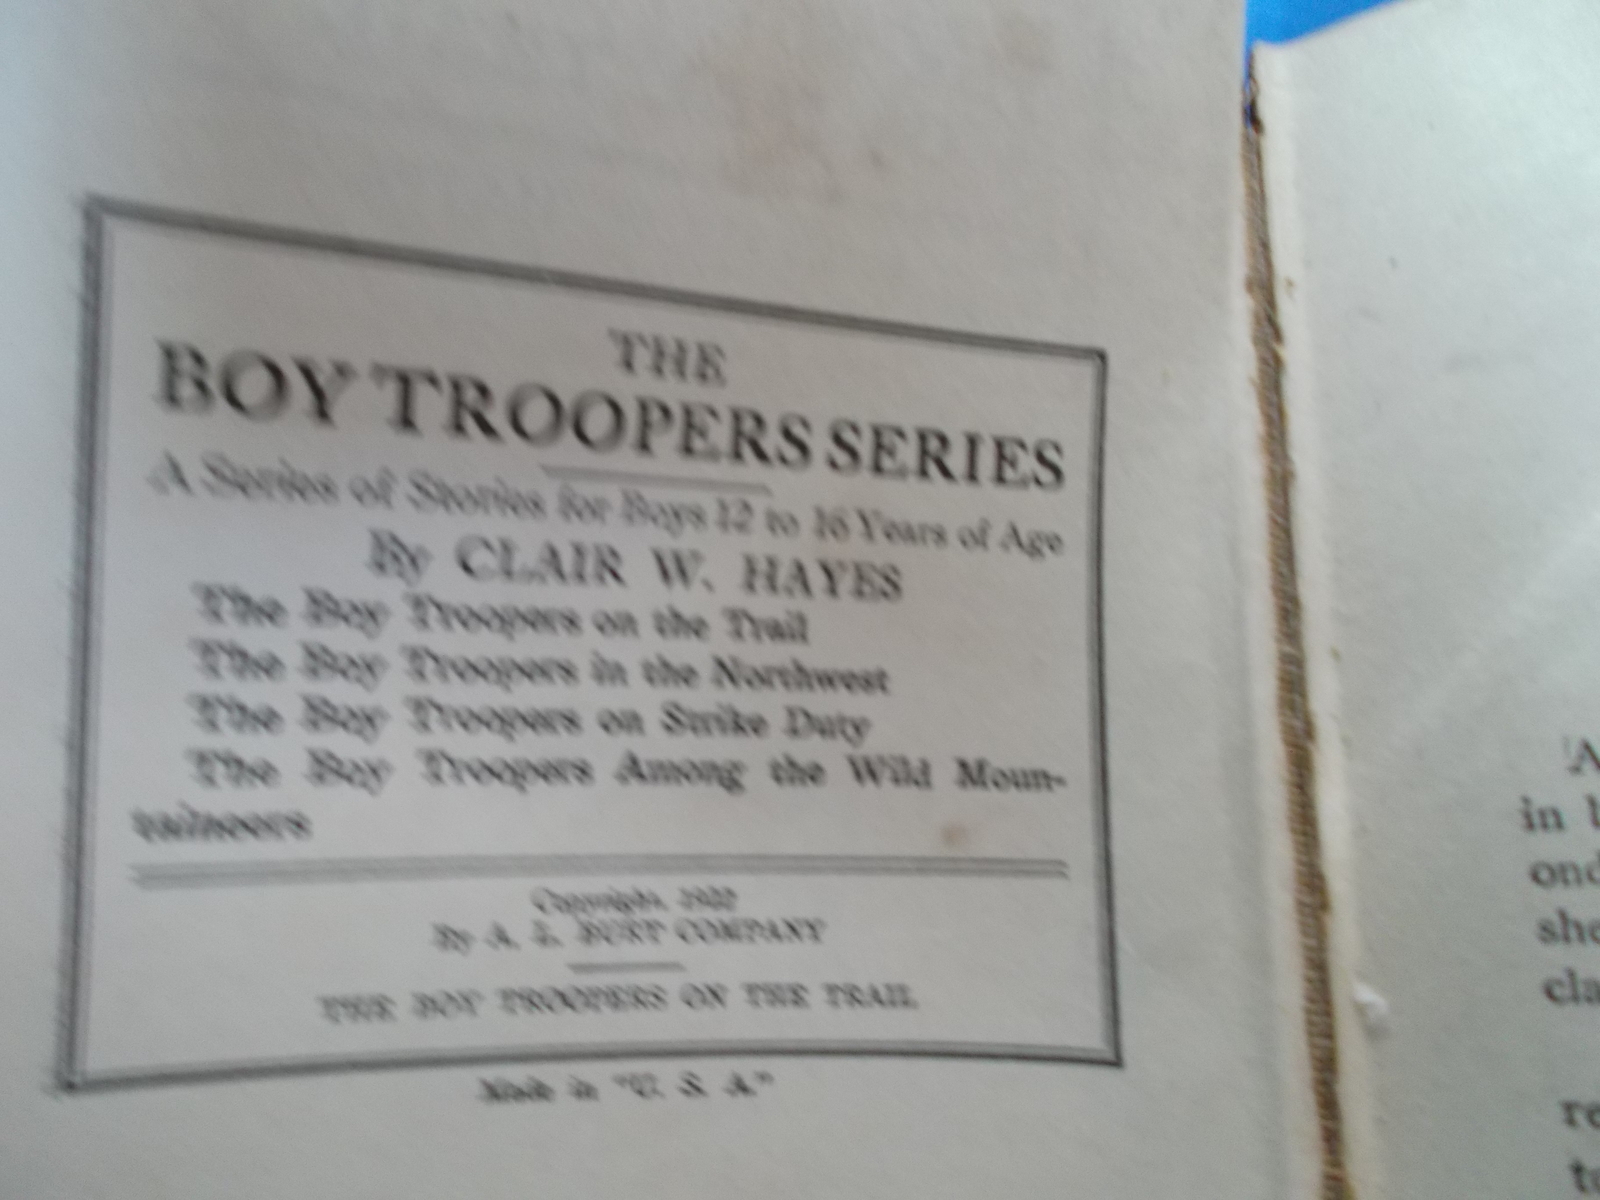 THE
BOY TROOPERS SERIES
A Series of Stories for Boys 12 to 16 Years of Age
By CLAIR W. HAYES
The Boy Troopers on the Trail
The Boy Troopers in the Northwest
The Boy Troopers on Strike Duty
The Boy Troopers Among the Wild Moun-
taineers
Copyright, 1922
By A. L. BURT COMPANY
THE BOY TROOPERS ON THE TRAIL
Made in "U. S. A."
in
she